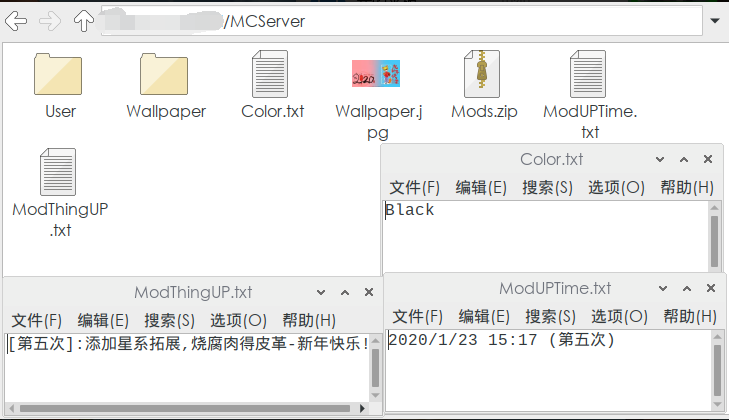 /MCServer
User
Wallpaper
Color.txt
Wallpaper.j
pg
Mods.zip
ModUPTime.
txt
ModThingUP
.txt
Color.txt
文件(F) 编辑(E) 搜索(S) 选项(O) 帮助(H)
Black
ModThingUP.txt
文件(F) 编辑(E) 搜索(S) 选项(O) 帮助(H)
[第五次]:添加星系拓展,烧腐肉得皮革-新年快乐!
ModUPTime.txt
文件(F) 编辑(E) 搜索(S) 选项(O) 帮助(H)
2020/1/23 15:17 (第五次)